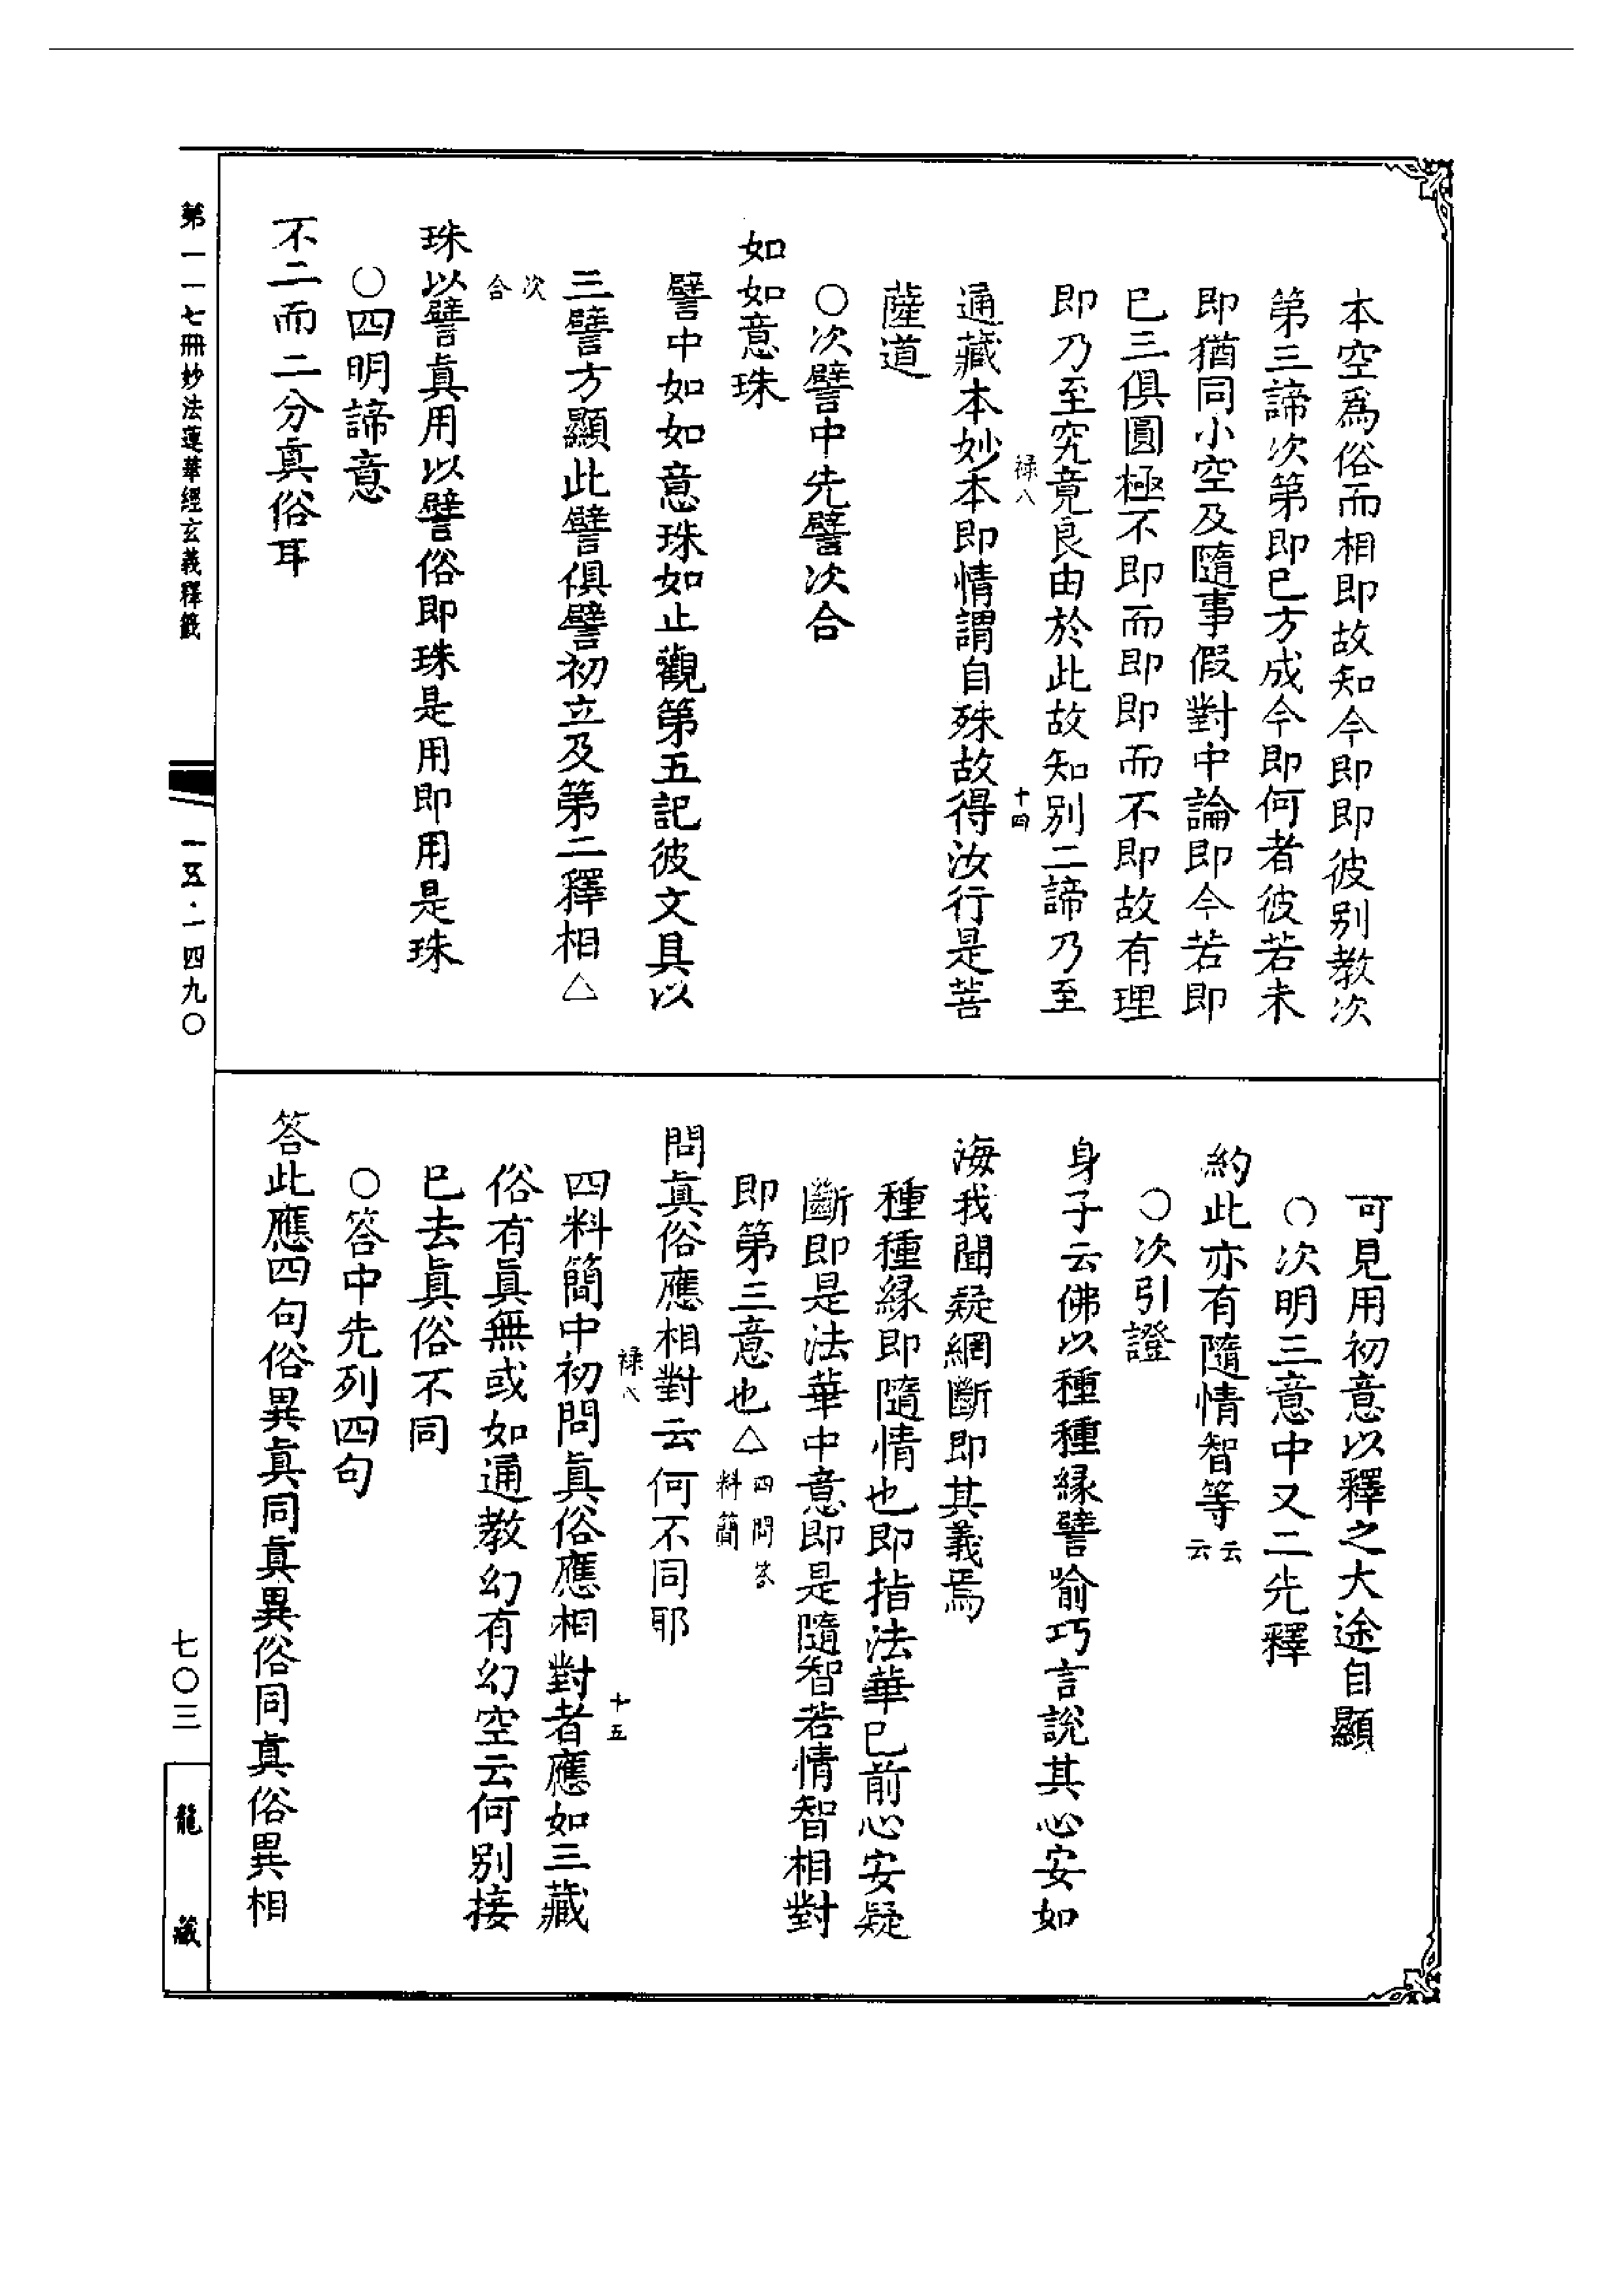 本空爲俗而相即故知今即即彼別教次
第三諦次第即已方成今即何者彼若未
即猶同小空及隨事假對中論即今若即
已三俱圓極不即而即即而不即故有理
即乃至究竟良由於此故知別二諦乃至
祿八
十四
通藏本妙本即情謂自殊故得汝行是菩
薩道
○次譬中先譬次合
如如意珠
譬中如如意珠如止觀第五記彼文具以
三譬方顯此譬俱譬初立及第二釋相△
次合
珠以譬眞用以譬俗即珠是用即用是珠
○四明諦意
不二而二分眞俗耳
可見用初意以釋之大途自顯
○次明三意中又二先釋
約此亦有隨情智等云云
○次引證
身子云佛以種種緣譬喻巧言說其心安如
海我聞疑網斷即其義焉
種種緣即隨情也即指法華已前心安疑
斷即是法華中意即是隨智若情智相對
即第三意也△四問答料簡
問眞俗應相對云何不同耶
祿八
十五
四料簡中初問眞俗應相對者應如三藏
俗有眞無或如通教幻有幻空云何別接
已去眞俗不同
○答中先列四句
答此應四句俗異眞同眞異俗同眞俗異相
第一一七冊妙法蓮華經玄義釋籤
一五·一四九〇
七〇三
龍藏